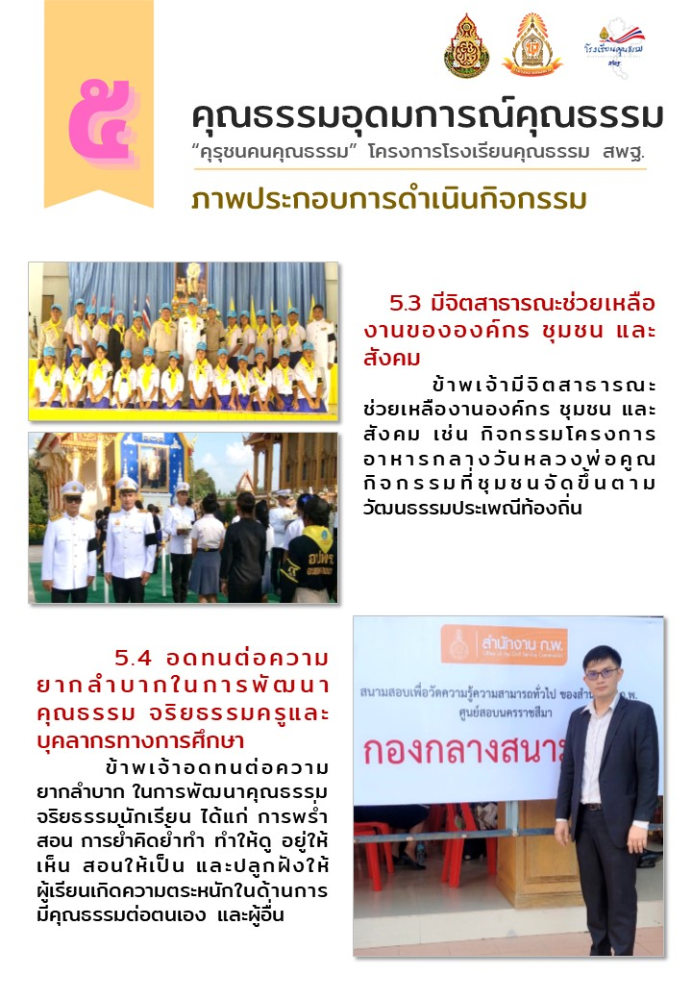 โรงเรียนคุณธรรม
สพฐ.
๕
คุณธรรมอุดมการณ์คุณธรรม
“คุรุชนคนคุณธรรม” โครงการโรงเรียนคุณธรรม สพฐ.
ภาพประกอบการดำเนินกิจกรรม
5.3 มีจิตสาธารณะช่วยเหลือ
งานขององค์กร ชุมชน และ
สังคม
ข้าพเจ้ามีจิตสาธารณะ
ช่วยเหลืองานองค์กร ชุมชน และ
สังคม เช่น กิจกรรมโครงการ
อาหารกลางวันหลวงพ่อคูณ
กิจกรรมที่ชุมชนจัดขึ้นตาม
วัฒนธรรมประเพณีท้องถิ่น
อปพร.
5.4 อดทนต่อความ
ยากลำบากในการพัฒนา
คุณธรรม จริยธรรมครูและ
บุคลากรทางการศึกษา
ข้าพเจ้าอดทนต่อความ
ยากลำบาก ในการพัฒนาคุณธรรม
จริยธรรมนักเรียน ได้แก่ การพร่ำ
สอน การย้ำคิดย้ำทำ ทำให้ดู อยู่ให้
เห็น สอนให้เป็น และปลูกฝังให้
ผู้เรียนเกิดความตระหนักในด้านการ
มีคุณธรรมต่อตนเอง และผู้อื่น
สำนักงาน ก.พ.
Office of the Civil Service Commission
สนามสอบเพื่อวัดความรู้ความสามารถทั่วไป ของสำ ก.พ.
ศูนย์สอบนครราชสีมา
กองกลางสนาม